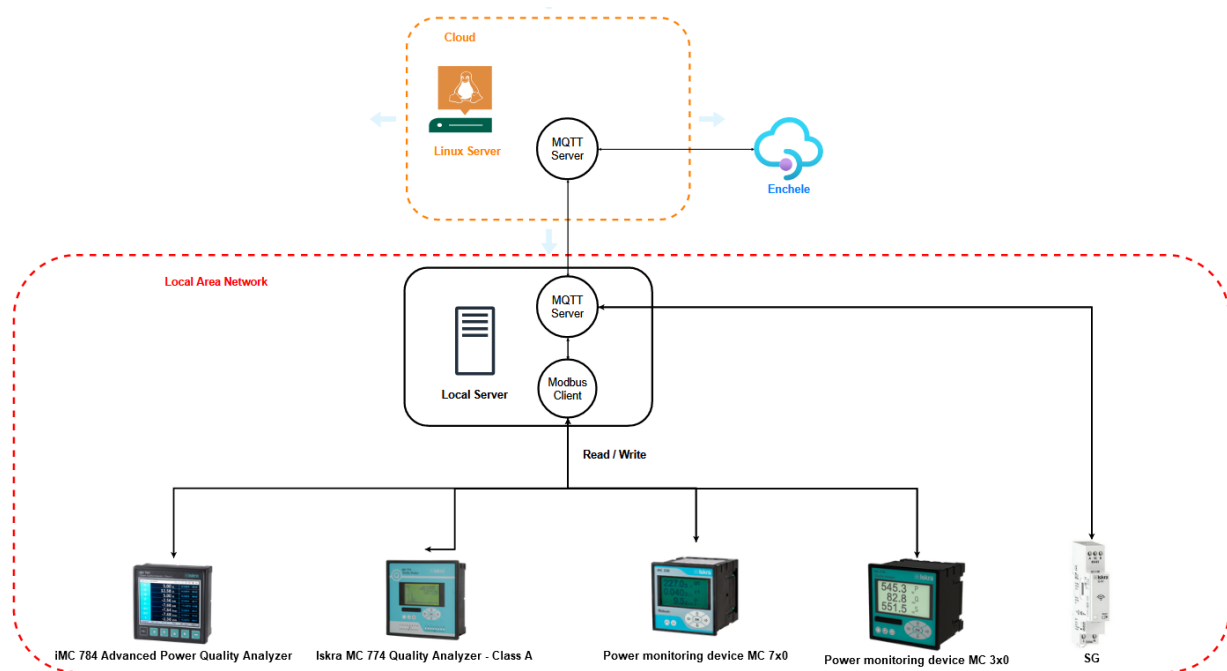 Cloud
Linux Server
MQTT
Server
Enchele
Local Area Network
MQTT
Server
Local Server
Modbus
Client
Read / Write
Iskra
545.3
82.8
551.5
iMC 784 Advanced Power Quality Analyzer
Iskra MC 774 Quality Analyzer - Class A
Power monitoring device MC 7x0
Power monitoring device MC 3x0
SG